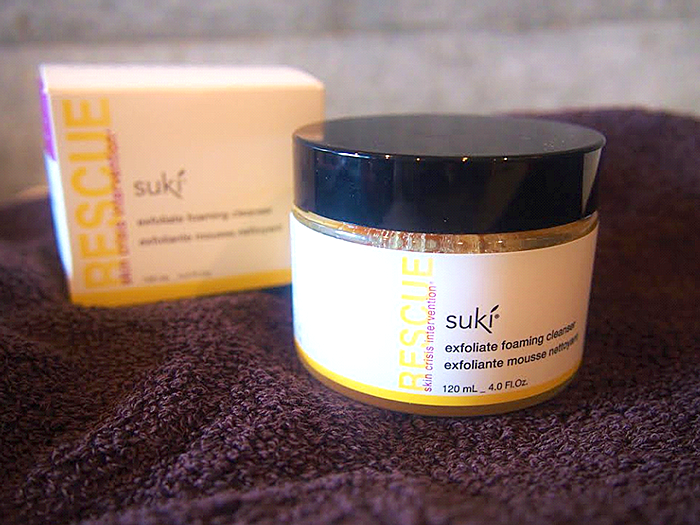 RESCUE
skin crisis intervention
suki
exfoliate foaming cleanser
exfoliante mousse nettoyant
RESCUE
skin crisis intervention
suki®
exfoliate foaming cleanser
exfoliante mousse nettoyant
120 mL _ 4.0 Fl.Oz.